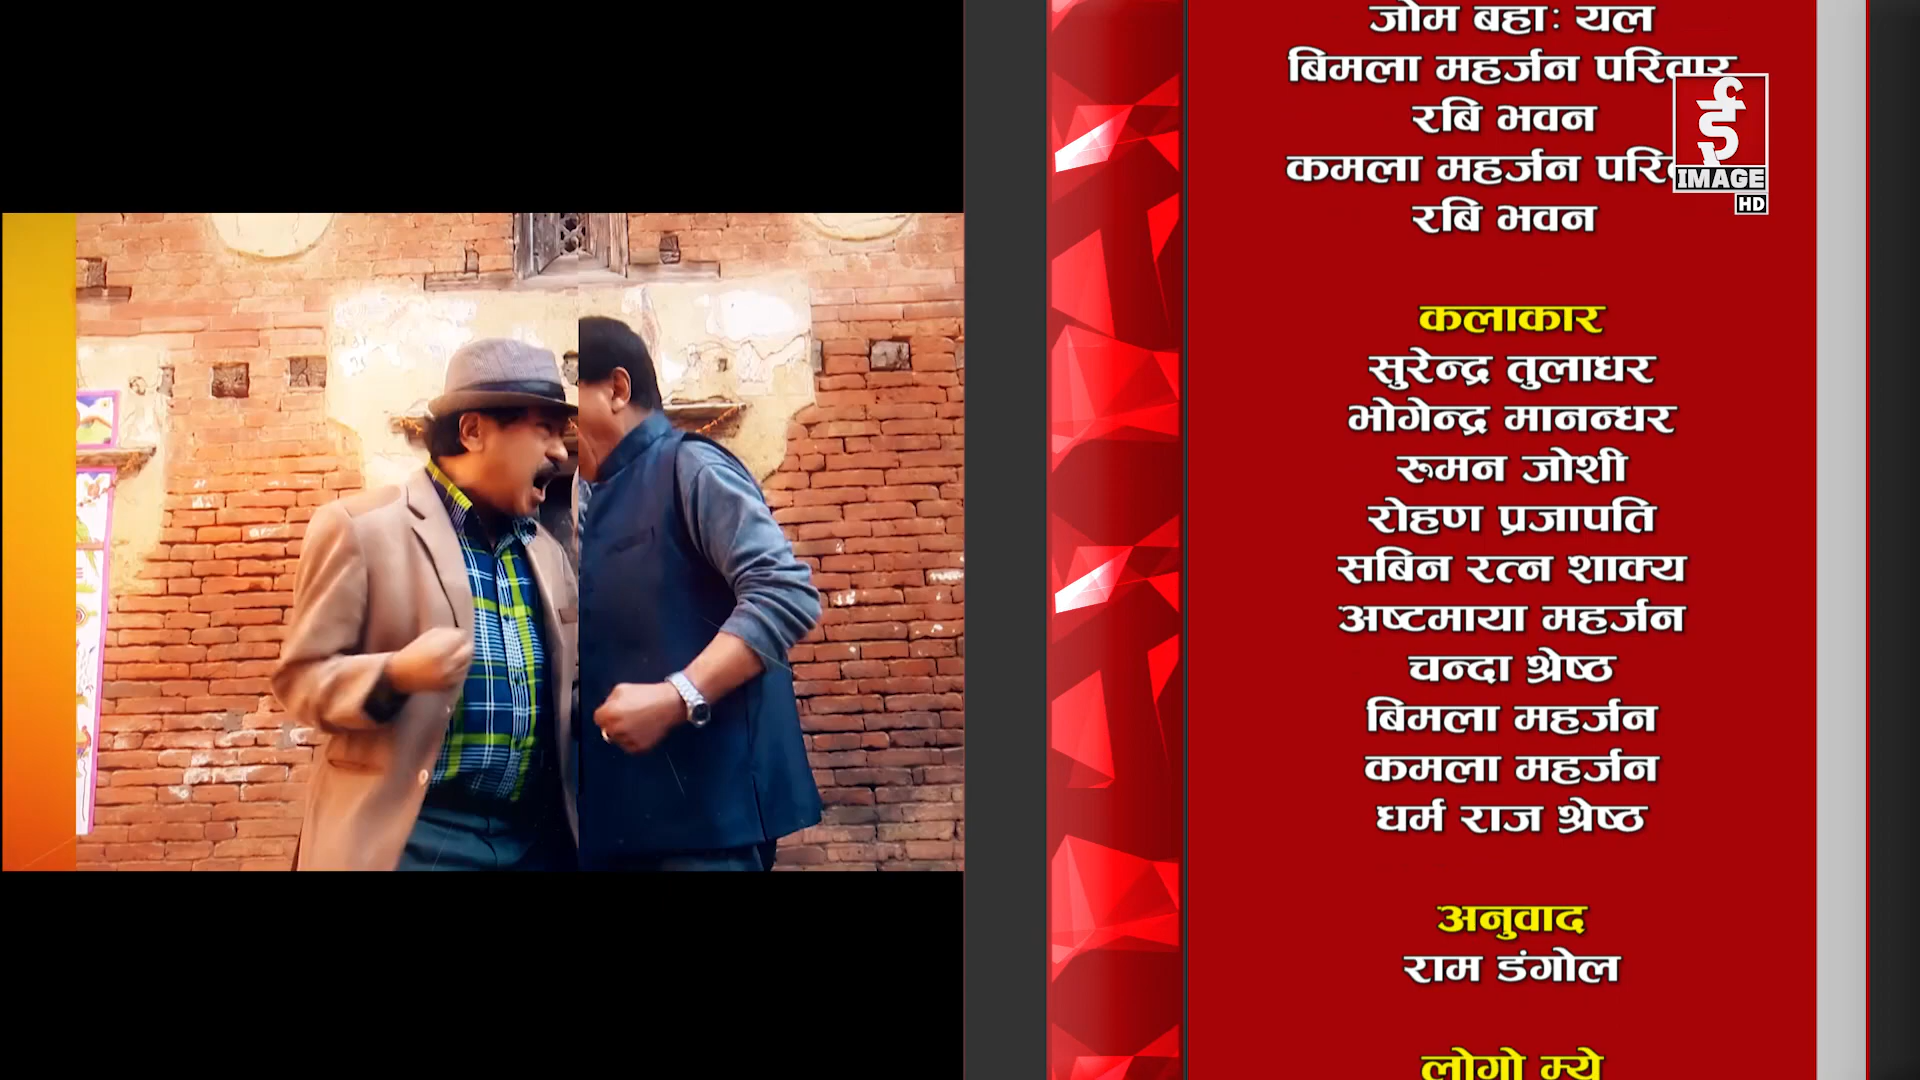 जोम बहाः यल
बिमला महर्जन परिवार
रबि भवन
कमला महर्जन
रबि भवन
IMAGE
HD
कलाकार
सुरेन्द्र तुलाधर
भोगेन्द्र मानन्धर
रुमन जोशी
रोहण प्रजापति
सबिन रत्न शाक्य
अष्टमाया महर्जन
चन्दा श्रेष्ठ
बिमला महर्जन
कमला महर्जन
धर्म राज श्रेष्ठ
अनुवाद
राम डंगोल
लोगो म्ये